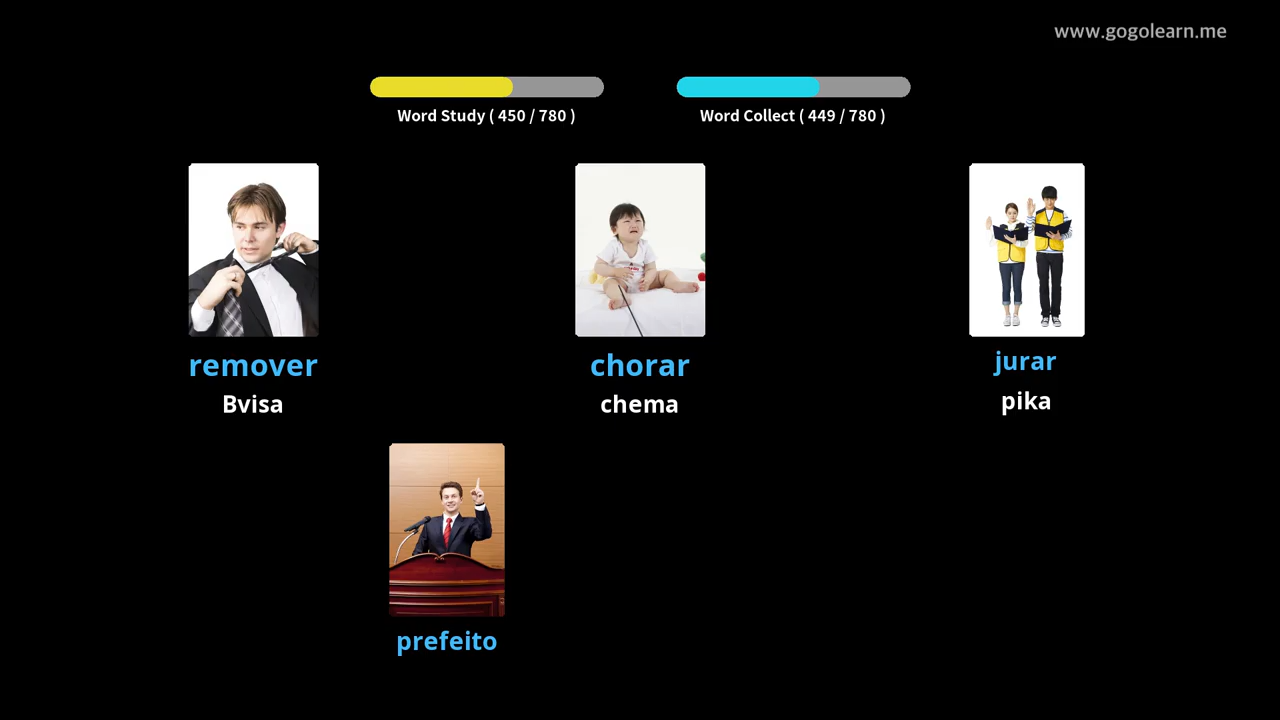 www.gogolearn.me
Word Study ( 450 / 780 )
Word Collect ( 449 / 780 )
remover
chorar
jurar
Bvisa
chema
pika
prefeito